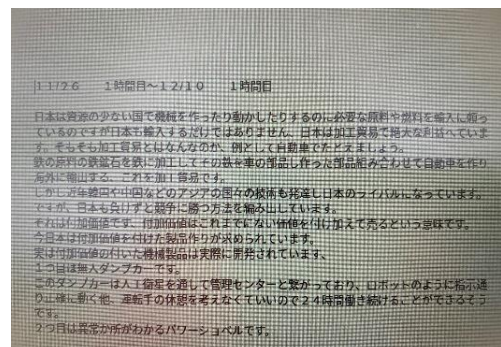 11/26　1時間目～12/10　1時間目
日本は資源の少ない国で機械を作ったり動かしたりするのに必要な原料や燃料を輸入に頼っ
ているのですが日本も輸入するだけではありません、日本は加工貿易で絶大な利益へていま
す。そもそも加工貿易とはなんなのか、例として自動車でたとえましょう。
鉄の原料の鉄鉱石を鉄に加工してその鉄を車の部品し作った部品組み合わせて自動車を作り
海外に輸出する、これを加工貿易です。
しかし近年韓国や中国などのアジアの国々の技術も発達し日本のライバルになっています。
ですが、日本も負けずと競争に勝つ方法を編み出しています。
それは付加価値です、付加価値はこれまでにない価値を付け加えて売るという意味です。
今日本は付加価値を付けた製品作りが求められています。
実は付加価値の付いた機械製品は実際に開発されています、
1つ目は無人ダンプカーです。
このダンプカーは人工衛星を通して管理センターと繋がっており、ロボットのように指示通
り正確に動く他、運転手の休憩を考えなくていいので24時間働き続けることができるそう
です。
2つ目は異常か所がわかるパワーショベルです。